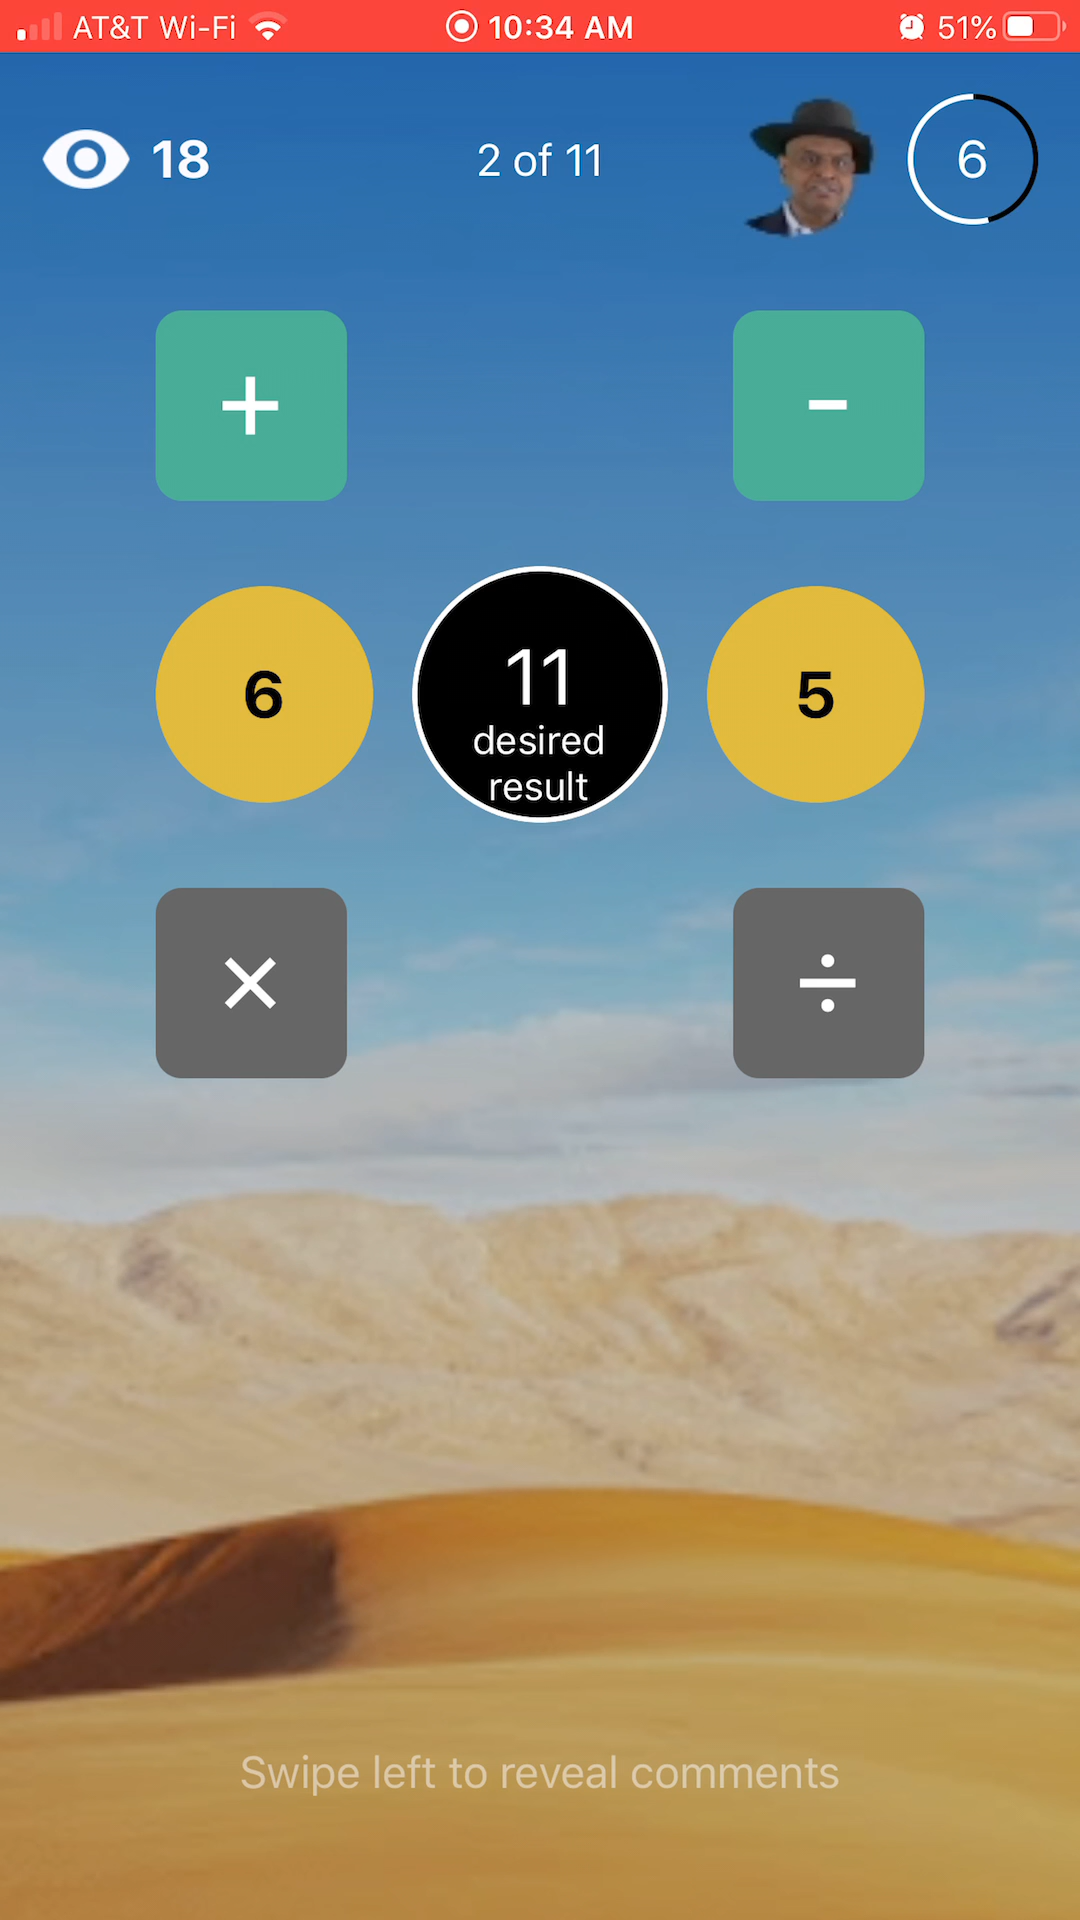 AT&T Wi-Fi 10:34 AM 51%
18 2 of 11 6
+ -
6 11 5
desired
result
× ÷
Swipe left to reveal comments